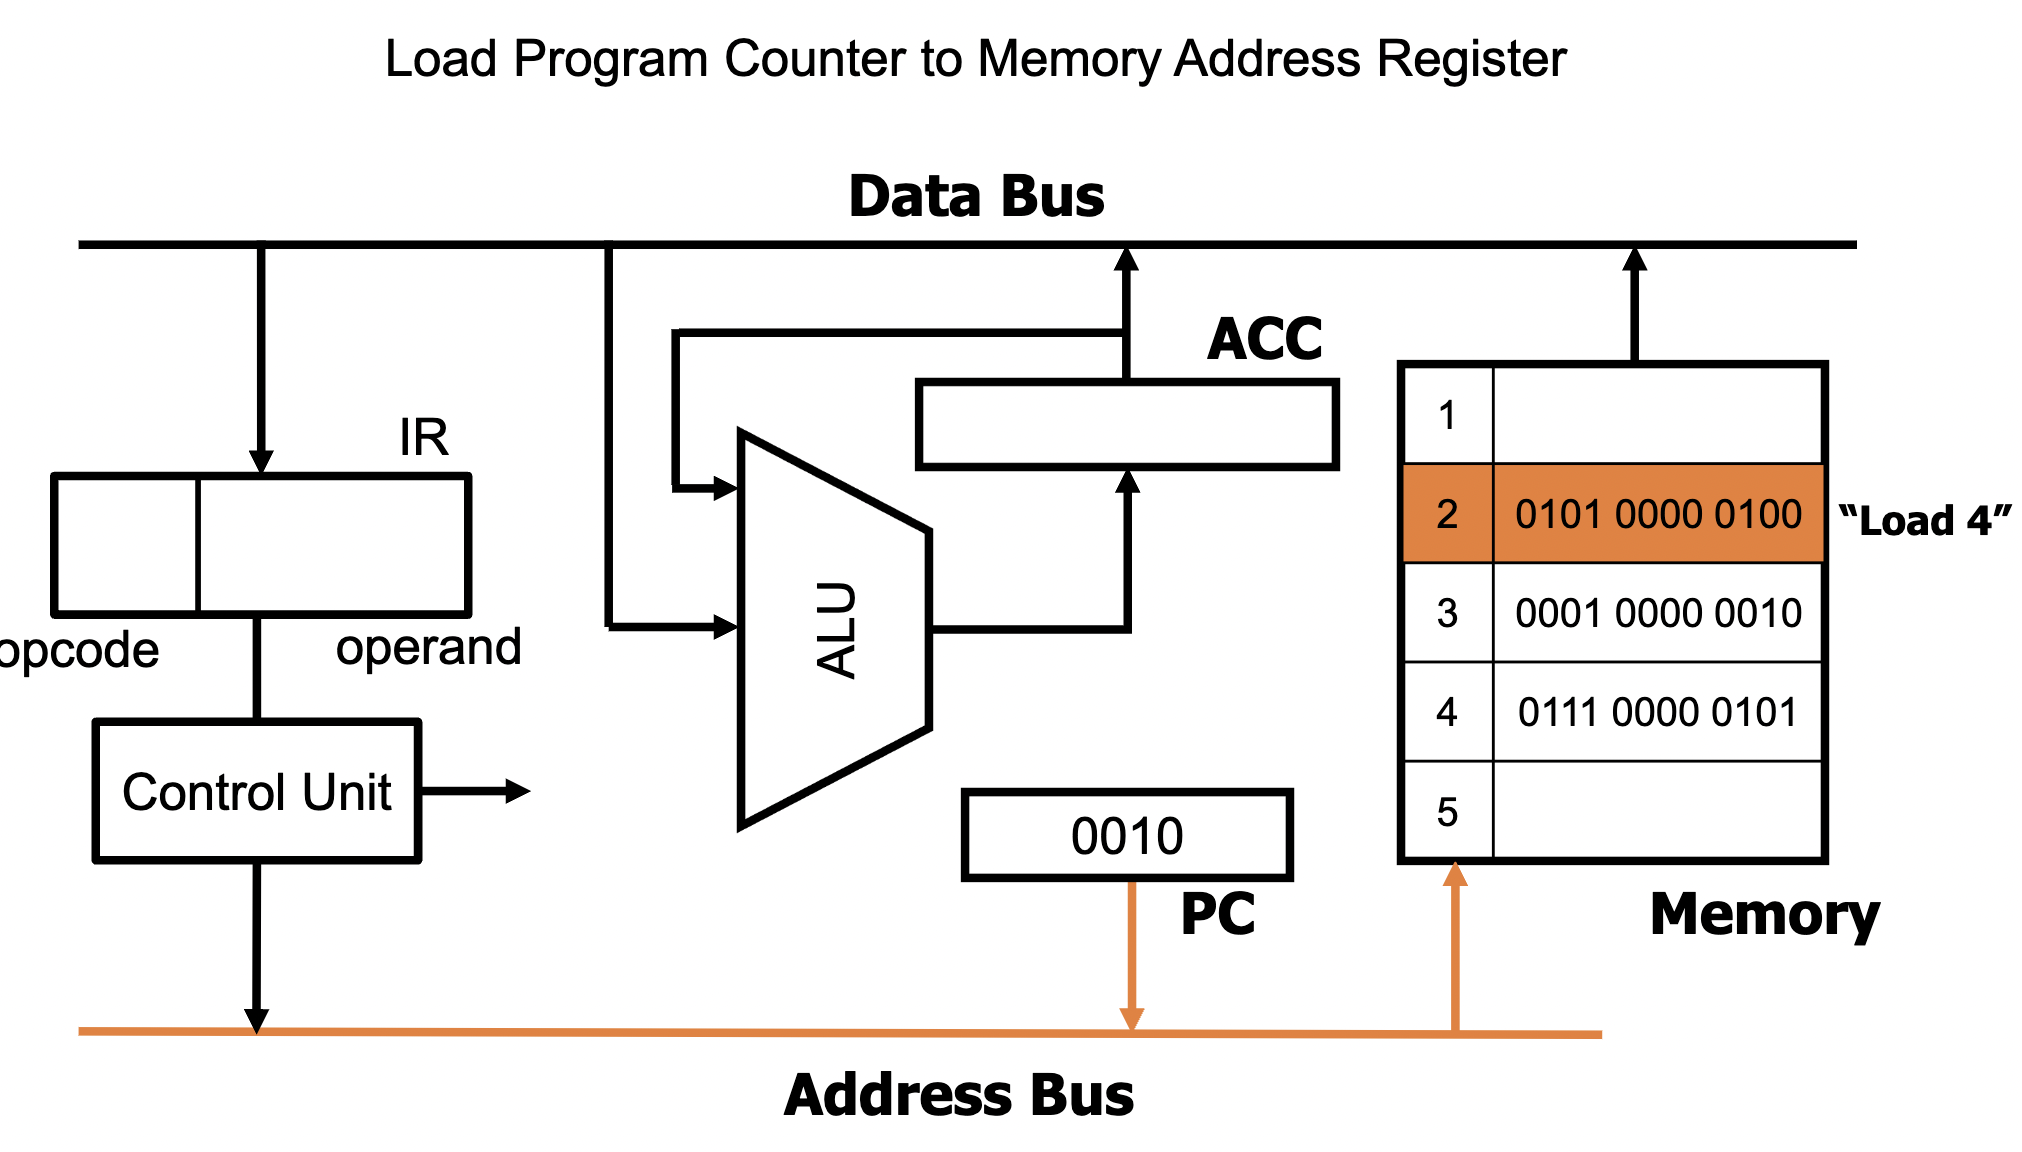 Load Program Counter to Memory Address Register
Data Bus
ACC
IR
opcode
operand
Control Unit
ALU
0010
PC
1
2 0101 0000 0100 “Load 4”
3 0001 0000 0010
4 0111 0000 0101
5
Memory
Address Bus